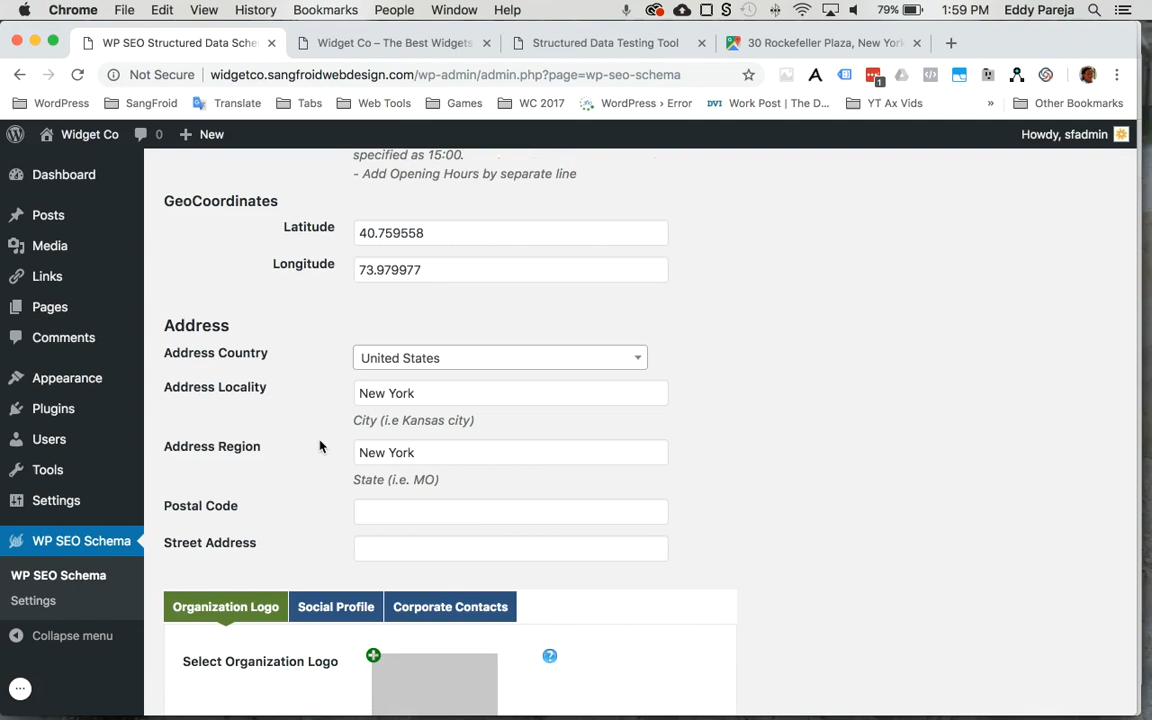 Chrome File Edit View History Bookmarks People Window Help 79% 1:59 PM Eddy Pareja
WP SEO Structured Data Sche Widget Co – The Best Widgets Structured Data Testing Tool 30 Rockefeller Plaza, New York
Not Secure widgetco.sangfroidwebdesign.com/wp-admin/admin.php?page=wp-seo-schema 1
WordPress SangFroid Translate Tabs Web Tools Games WC 2017 WordPress › Error DVI Work Post | The D... YT Ax Vids » Other Bookmarks
Widget Co 0 New Howdy, sfadmin
specified as 15:00.
- Add Opening Hours by separate line
Dashboard
Posts
Media
Links
Pages
Comments
Appearance
Plugins
Users
Tools
Settings
WP SEO Schema
WP SEO Schema
Settings
Collapse menu
GeoCoordinates
Latitude 40.759558
Longitude 73.979977
Address
Address Country United States
Address Locality New York
City (i.e Kansas city)
Address Region New York
State (i.e. MO)
Postal Code
Street Address
Organization Logo Social Profile Corporate Contacts
Select Organization Logo